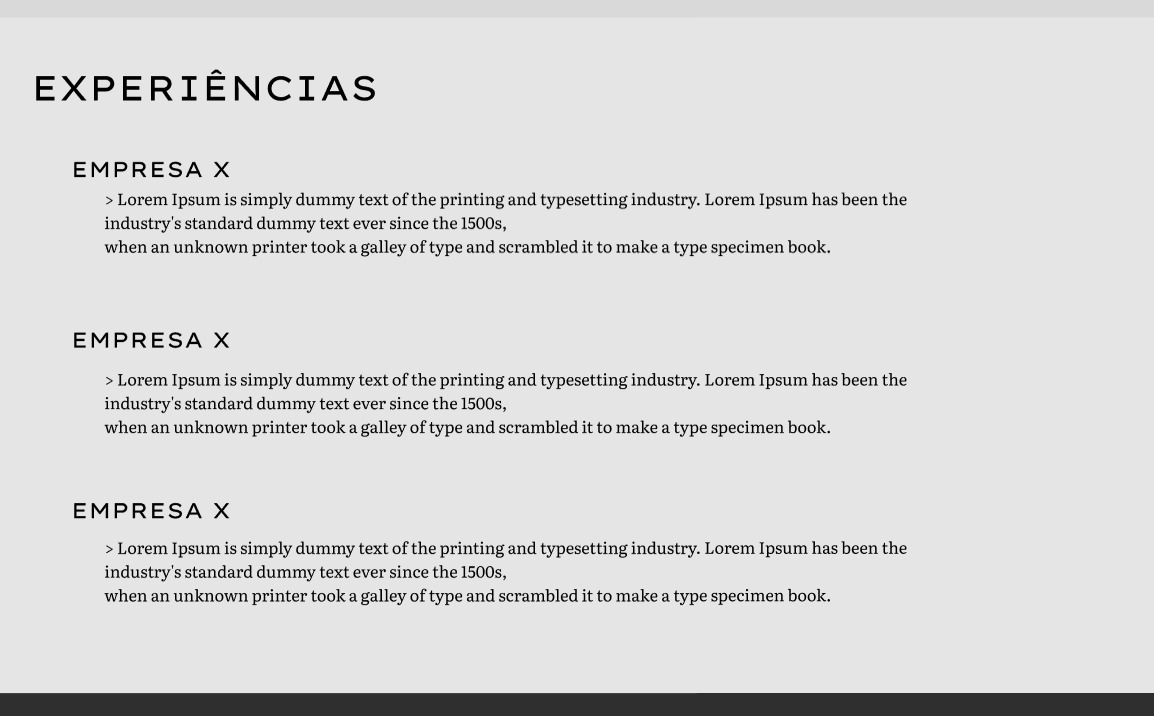 EXPERIÊNCIAS
EMPRESA X
> Lorem Ipsum is simply dummy text of the printing and typesetting industry. Lorem Ipsum has been the
industry's standard dummy text ever since the 1500s,
when an unknown printer took a galley of type and scrambled it to make a type specimen book.
EMPRESA X
> Lorem Ipsum is simply dummy text of the printing and typesetting industry. Lorem Ipsum has been the
industry's standard dummy text ever since the 1500s,
when an unknown printer took a galley of type and scrambled it to make a type specimen book.
EMPRESA X
> Lorem Ipsum is simply dummy text of the printing and typesetting industry. Lorem Ipsum has been the
industry's standard dummy text ever since the 1500s,
when an unknown printer took a galley of type and scrambled it to make a type specimen book.